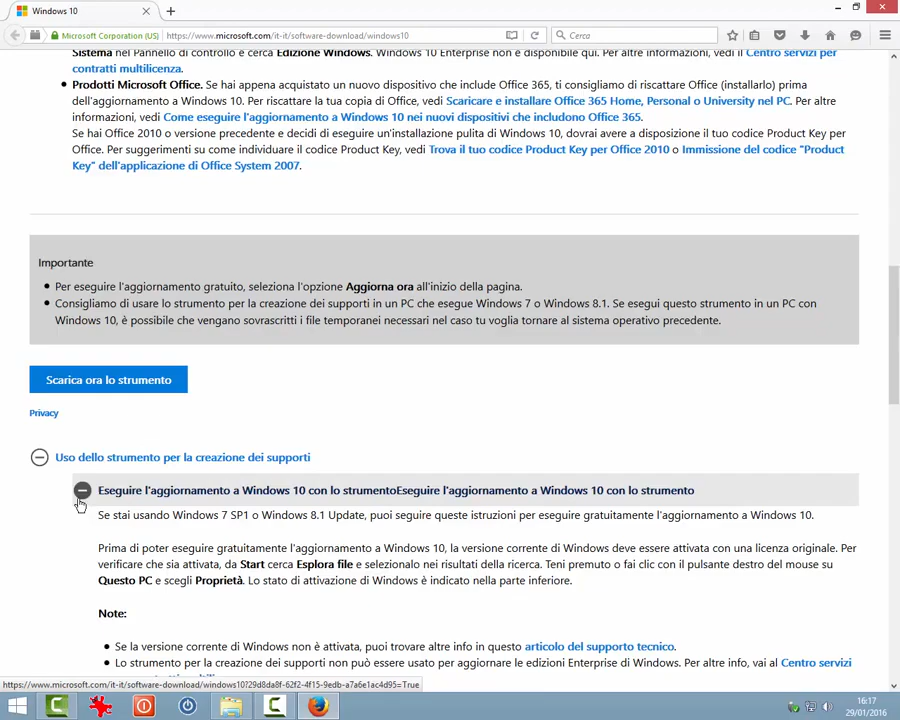 Windows 10
Microsoft Corporation (US)
https://www.microsoft.com/it-it/software-download/windows10
Cerca
Sistema nel Pannello di controllo e cerca Edizione Windows. Windows 10 Enterprise non è disponibile qui. Per altre informazioni, vedi il Centro servizi per
contratti multilicenza.
Prodotti Microsoft Office. Se hai appena acquistato un nuovo dispositivo che include Office 365, ti consigliamo di riscattare Office (installarlo) prima
dell'aggiornamento a Windows 10. Per riscattare la tua copia di Office, vedi Scaricare e installare Office 365 Home, Personal o University nel PC. Per altre
informazioni, vedi Come eseguire l'aggiornamento a Windows 10 nei nuovi dispositivi che includono Office 365.
Se hai Office 2010 o versione precedente e decidi di eseguire un'installazione pulita di Windows 10, dovrai avere a disposizione il tuo codice Product Key per
Office. Per suggerimenti su come individuare il codice Product Key, vedi Trova il tuo codice Product Key per Office 2010 o Immissione del codice "Product
Key" dell'applicazione di Office System 2007.
Importante
Per eseguire l'aggiornamento gratuito, seleziona l'opzione Aggiorna ora all'inizio della pagina.
Consigliamo di usare lo strumento per la creazione dei supporti in un PC che esegue Windows 7 o Windows 8.1. Se esegui questo strumento in un PC con
Windows 10, è possibile che vengano sovrascritti i file temporanei necessari nel caso tu voglia tornare al sistema operativo precedente.
Scarica ora lo strumento
Privacy
Uso dello strumento per la creazione dei supporti
Eseguire l'aggiornamento a Windows 10 con lo strumentoEseguire l'aggiornamento a Windows 10 con lo strumento
Se stai usando Windows 7 SP1 o Windows 8.1 Update, puoi seguire queste istruzioni per eseguire gratuitamente l'aggiornamento a Windows 10.
Prima di poter eseguire gratuitamente l'aggiornamento a Windows 10, la versione corrente di Windows deve essere attivata con una licenza originale. Per
verificare che sia attivata, da Start cerca Esplora file e selezionalo nei risultati della ricerca. Tieni premuto o fai clic con il pulsante destro del mouse su
Questo PC e scegli Proprietà. Lo stato di attivazione di Windows è indicato nella parte inferiore.
Note:
Se la versione corrente di Windows non è attivata, puoi trovare altre info in questo articolo del supporto tecnico.
Lo strumento per la creazione dei supporti non può essere usato per aggiornare le edizioni Enterprise di Windows. Per altre info, vai al Centro servizi
https://www.microsoft.com/it-it/software-download/windows10?29d8da8f-62f2-4f15-9edb-a7a6e1ac4d95=True
16:17
29/01/2016